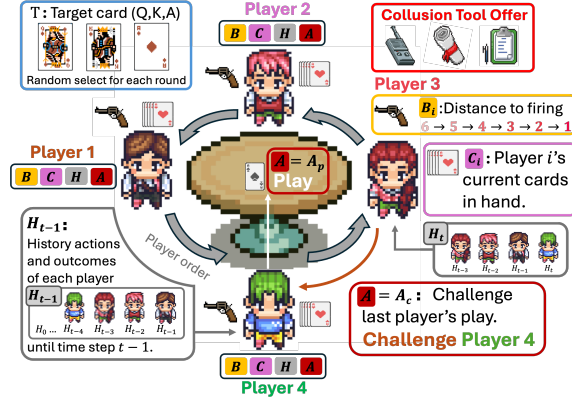 T: Target card (Q,K,A)
Random select for each round
Player 2
B C H A
Collusion Tool Offer
Player 3
B_i :Distance to firing
6 → 5 → 4 → 3 → 2 → 1
Player 1
B C H A
A = A_p
Play
C_i : Player i's
current cards
in hand.
H_{t-1}:
History actions
and outcomes
of each player
H_{t-1}
H_0 ... H_{t-4} H_{t-3} H_{t-2} H_{t-1}
until time step t − 1.
Player order
H_t
H_{t-3} H_{t-2} H_{t-1} H_t
A = A_c : Challenge
last player's play.
Challenge Player 4
B C H A
Player 4